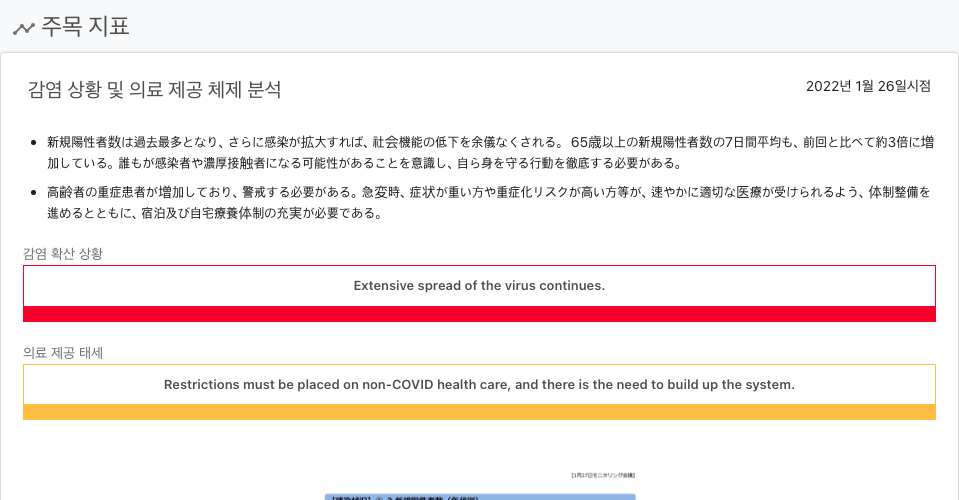 주목 지표
감염 상황 및 의료 제공 체제 분석
2022년 1월 26일시점
新規陽性者数は過去最多となり、さらに感染が拡大すれば、社会機能の低下を余儀なくされる。 65歳以上の新規陽性者数の7日間平均も、前回と比べて約3倍に増
加している。誰もが感染者や濃厚接触者になる可能性があることを意識し、自ら身を守る行動を徹底する必要がある。
高齢者の重症患者が増加しており、警戒する必要がある。急変時、症状が重い方や重症化リスクが高い方等が、速やかに適切な医療が受けられるよう、体制整備を
進めるとともに、宿泊及び自宅療養体制の充実が必要である。
감염 확산 상황
Extensive spread of the virus continues.
의료 제공 태세
Restrictions must be placed on non-COVID health care, and there is the need to build up the system.
【1月27日モニタリング会議】